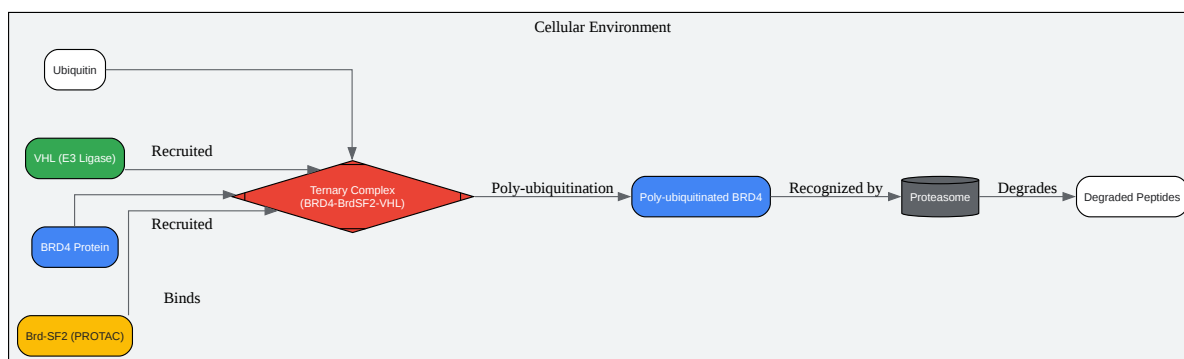 Cellular Environment
Ubiquitin
VHL (E3 Ligase)
Recruited
Ternary Complex
(BRD4-BrdSF2-VHL)
Poly-ubiquitination
Poly-ubiquitinated BRD4
Recognized by
Proteasome
Degrades
Degraded Peptides
Recruited
BRD4 Protein
Binds
Brd-SF2 (PROTAC)